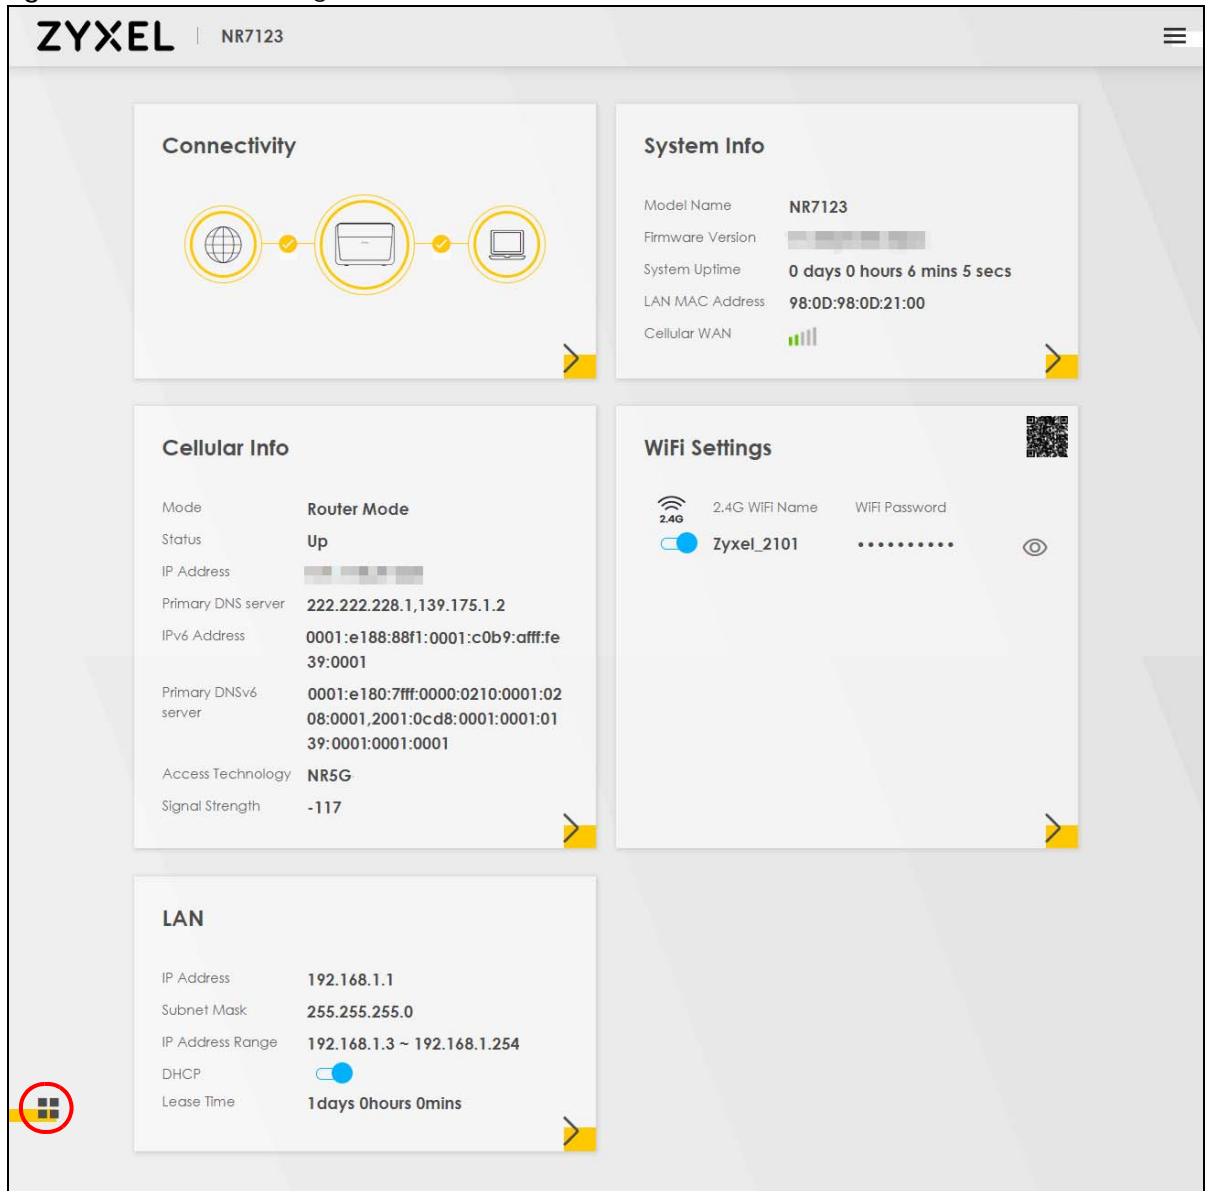 ZYXEL NR7123
Connectivity
System Info
Model Name NR7123
Firmware Version
System Uptime 0 days 0 hours 6 mins 5 secs
LAN MAC Address 98:0D:98:0D:21:00
Cellular WAN
Cellular Info
Mode Router Mode
Status Up
IP Address
Primary DNS server 222.222.228.1,139.175.1.2
IPv6 Address 0001:e188:88f1:0001:c0b9:afff:fe
39:0001
Primary DNSv6 0001:e180:7fff:0000:0210:0001:02
server 08:0001,2001:0cd8:0001:0001:01
39:0001:0001:0001
Access Technology NR5G
Signal Strength -117
WiFi Settings
2.4G
2.4G WiFi Name WiFi Password
Zyxel_2101 ••••••••••
LAN
IP Address 192.168.1.1
Subnet Mask 255.255.255.0
IP Address Range 192.168.1.3 ~ 192.168.1.254
DHCP
Lease Time 1days 0hours 0mins